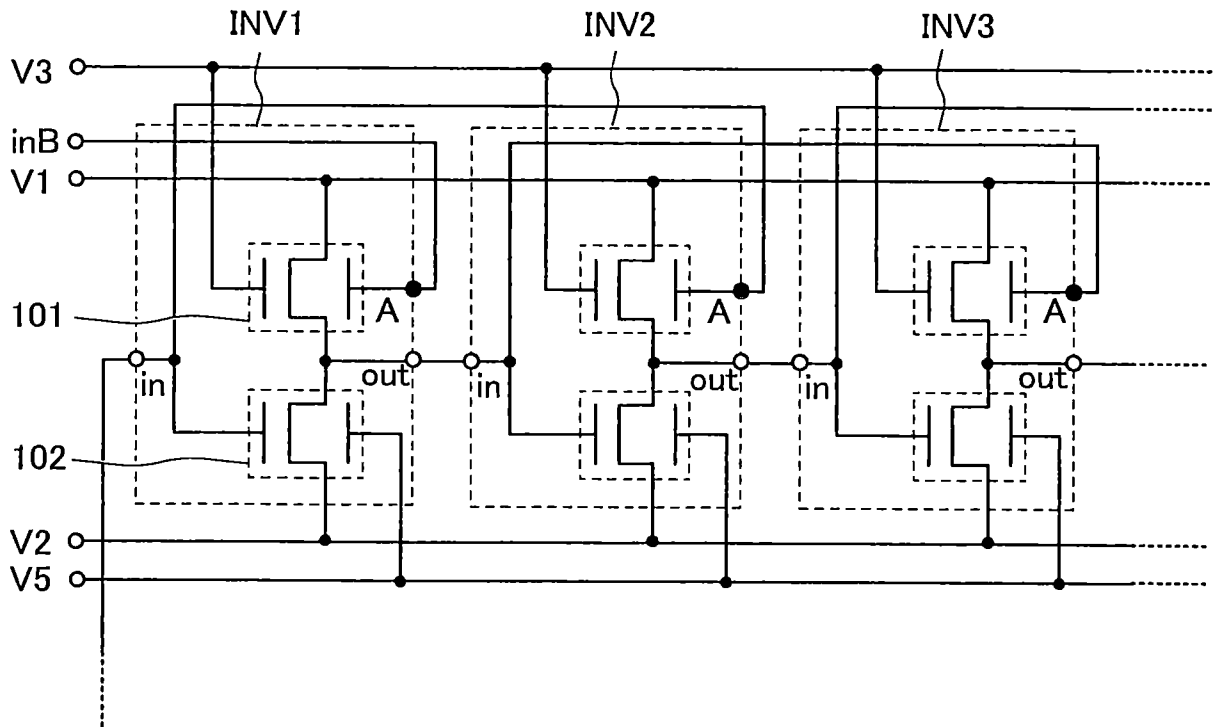 INV1 INV2 INV3
V3
inB
V1
A A A
101
in out in out in out
102
V2
V5